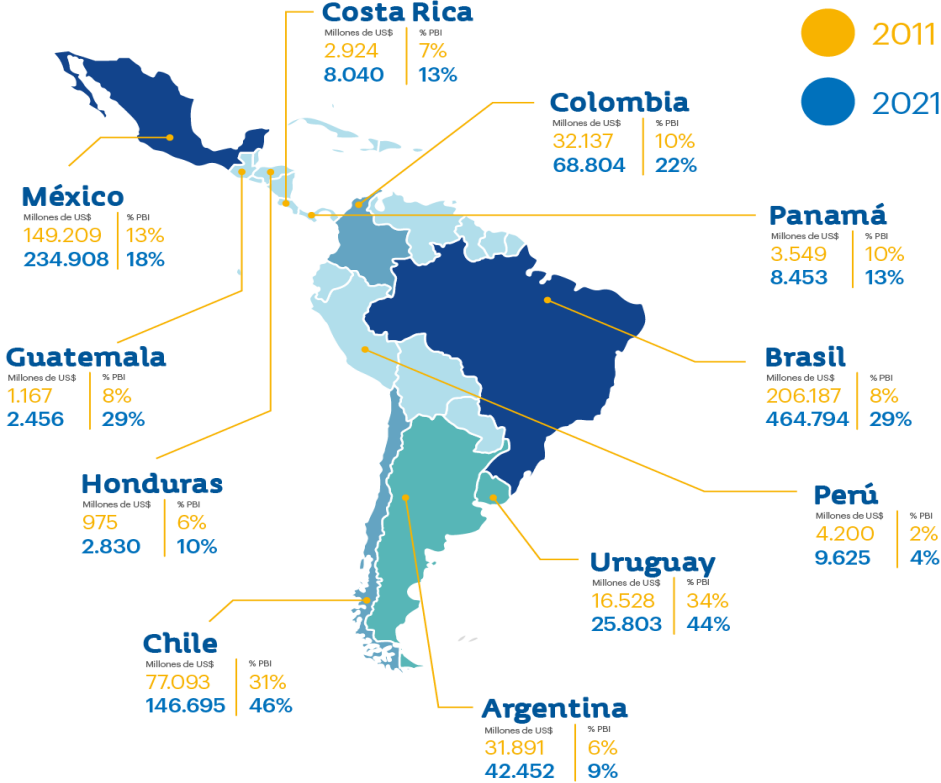 Costa Rica
Millones de US$ % PBI
2.924 7%
8.040 13%
2011
2021
Colombia
Millones de US$ % PBI
32.137 10%
68.804 22%
México
Millones de US$ % PBI
149.209 13%
234.908 18%
Panamá
Millones de US$ % PBI
3.549 10%
8.453 13%
Guatemala
Millones de US$ % PBI
1.167 8%
2.456 29%
Brasil
Millones de US$ % PBI
206.187 8%
464.794 29%
Honduras
Millones de US$ % PBI
975 6%
2.830 10%
Perú
Millones de US$ % PBI
4.200 2%
9.625 4%
Uruguay
Millones de US$ % PBI
16.528 34%
25.803 44%
Chile
Millones de US$ % PBI
77.093 31%
146.695 46%
Argentina
Millones de US$ % PBI
31.891 6%
42.452 9%